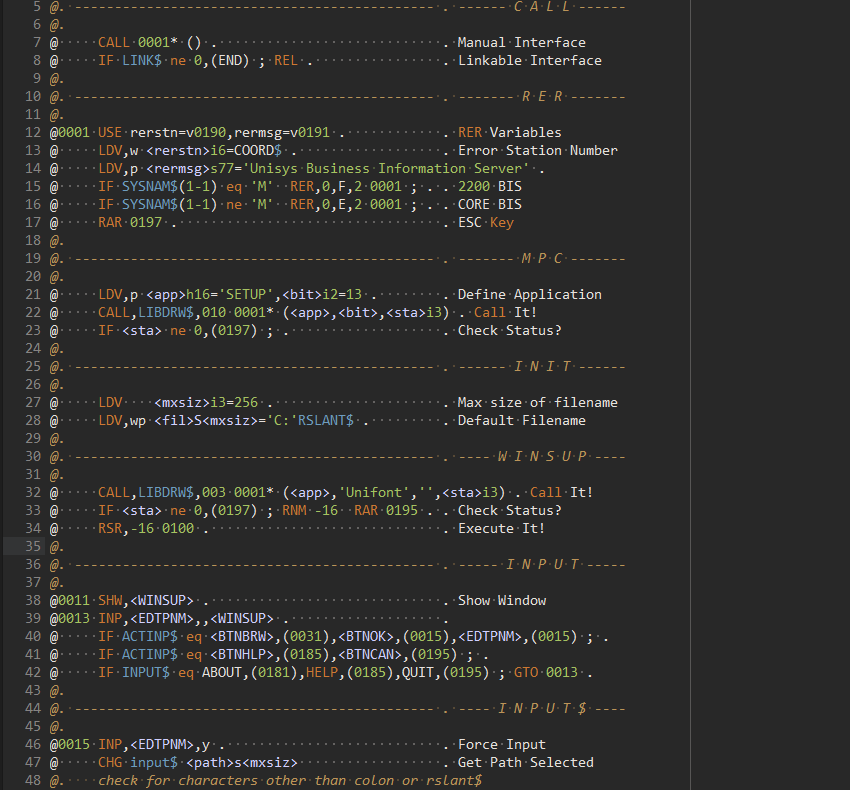 5 @. --------------------------------------------- . ------ C A L L ------
6 @.
7 @     CALL 0001* () .                            . Manual Interface
8 @     IF LINK$ ne 0,(END) ; REL .                . Linkable Interface
9 @.
10 @. --------------------------------------------- . ------- R E R -------
11 @.
12 @0001 USE rerstn=v0190,rermsg=v0191 .            . RER Variables
13 @     LDV,w <rerstn>i6=COORD$ .                  . Error Station Number
14 @     LDV,p <rermsg>s77='Unisys Business Information Server' .
15 @     IF SYSNAM$(1-1) eq 'M'  RER,0,F,2 0001 ; . . 2200 BIS
16 @     IF SYSNAM$(1-1) ne 'M'  RER,0,E,2 0001 ; . . CORE BIS
17 @     RAR 0197 .                                 . ESC Key
18 @.
19 @. --------------------------------------------- . ------- M P C -------
20 @.
21 @     LDV,p <app>h16='SETUP',<bit>i2=13 .        . Define Application
22 @     CALL,LIBDRW$,010 0001* (<app>,<bit>,<sta>i3) . Call It!
23 @     IF <sta> ne 0,(0197) ; .                   . Check Status?
24 @.
25 @. --------------------------------------------- . ------ I N I T ------
26 @.
27 @     LDV    <mxsiz>i3=256 .                     . Max size of filename
28 @     LDV,wp <fil>S<mxsiz>='C:'RSLANT$ .         . Default Filename
29 @.
30 @. --------------------------------------------- . ---- W I N S U P ----
31 @.
32 @     CALL,LIBDRW$,003 0001* (<app>,'Unifont','',<sta>i3) . Call It!
33 @     IF <sta> ne 0,(0197) ; RNM -16  RAR 0195 . . Check Status?
34 @     RSR,-16 0100 .                             . Execute It!
35 @.
36 @. --------------------------------------------- . ----- I N P U T -----
37 @.
38 @0011 SHW,<WINSUP> .                             . Show Window
39 @0013 INP,<EDTPNM>,,<WINSUP> .                   .
40 @     IF ACTINP$ eq <BTNBRW>,(0031),<BTNOK>,(0015),<EDTPNM>,(0015) ; .
41 @     IF ACTINP$ eq <BTNHLP>,(0185),<BTNCAN>,(0195) ; .
42 @     IF INPUT$ eq ABOUT,(0181),HELP,(0185),QUIT,(0195) ; GTO 0013 .
43 @.
44 @. --------------------------------------------- . ---- I N P U T $ ----
45 @.
46 @0015 INP,<EDTPNM>,y .                           . Force Input
47 @     CHG input$ <path>s<mxsiz>                  . Get Path Selected
48 @.    check for characters other than colon or rslant$